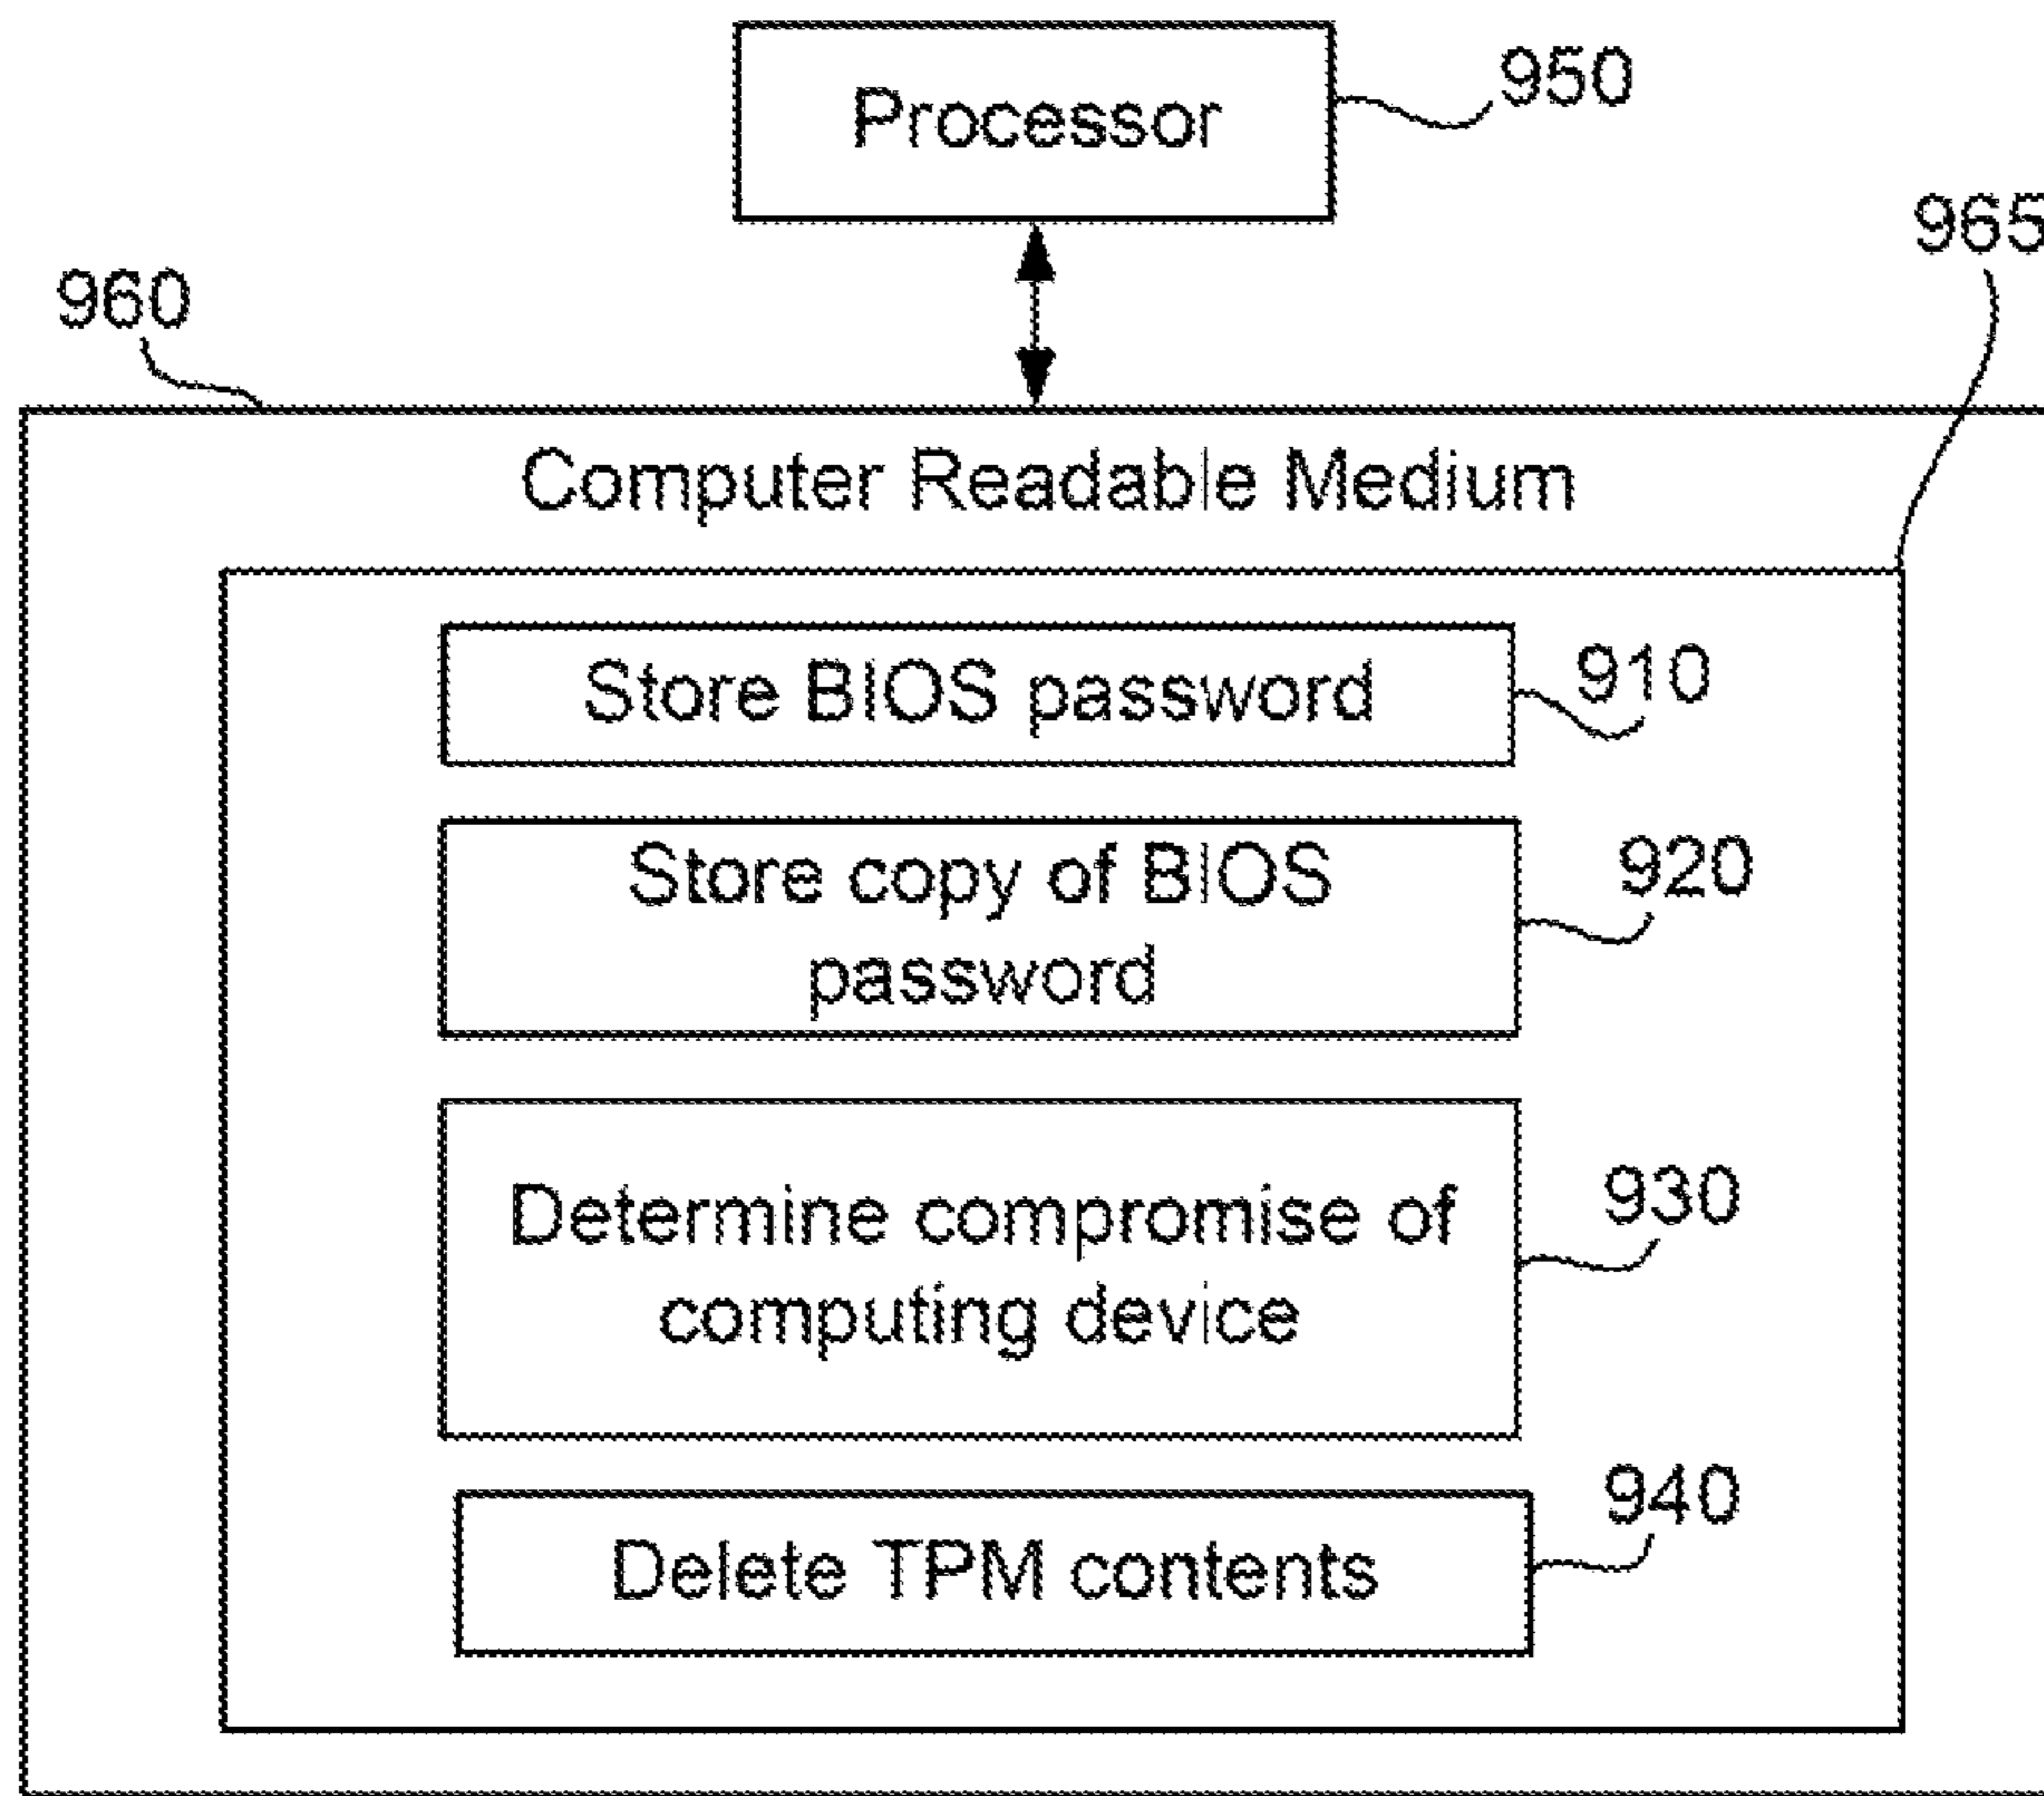 Processor
950
965
960
Computer Readable Medium
Store BIOS password
910
Store copy of BIOS
password
920
Determine compromise of
computing device
930
940
Delete TPM contents